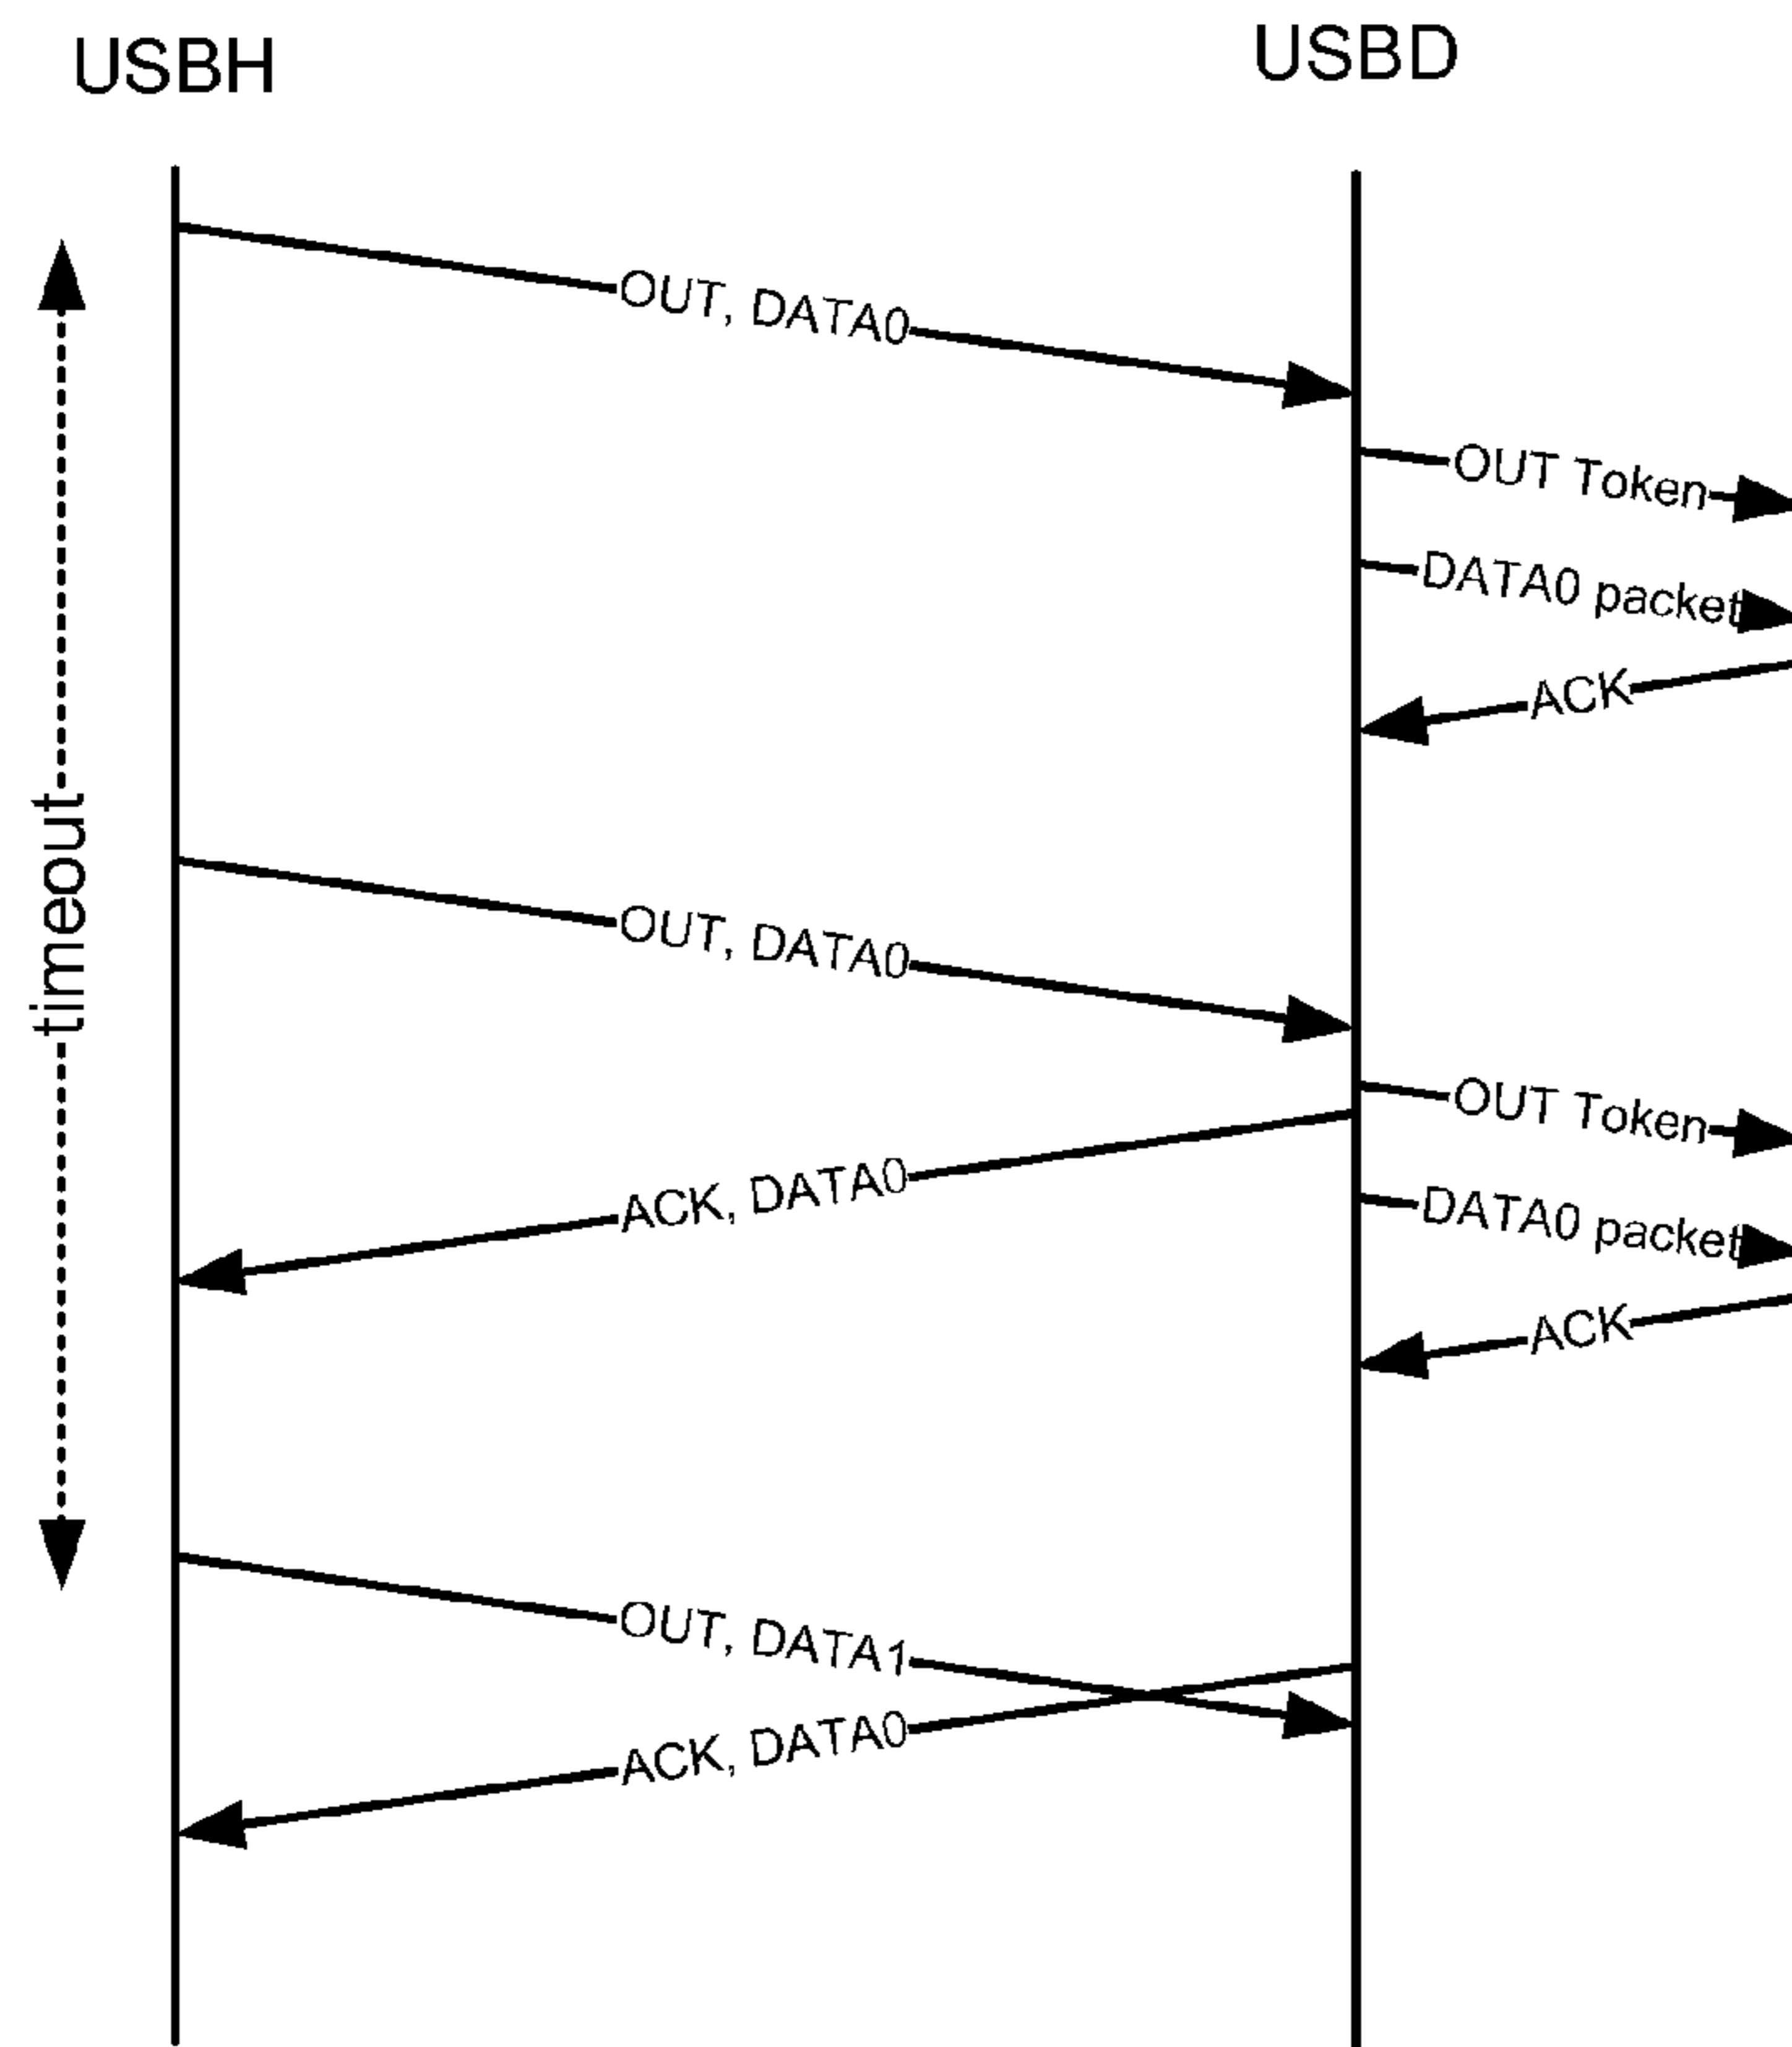 USBH
USBD
OUT, DATA0
OUT Token
DATA0 packet
ACK
timeout
OUT, DATA0
OUT Token
ACK, DATA0
DATA0 packet
ACK
OUT, DATA1
ACK, DATA0